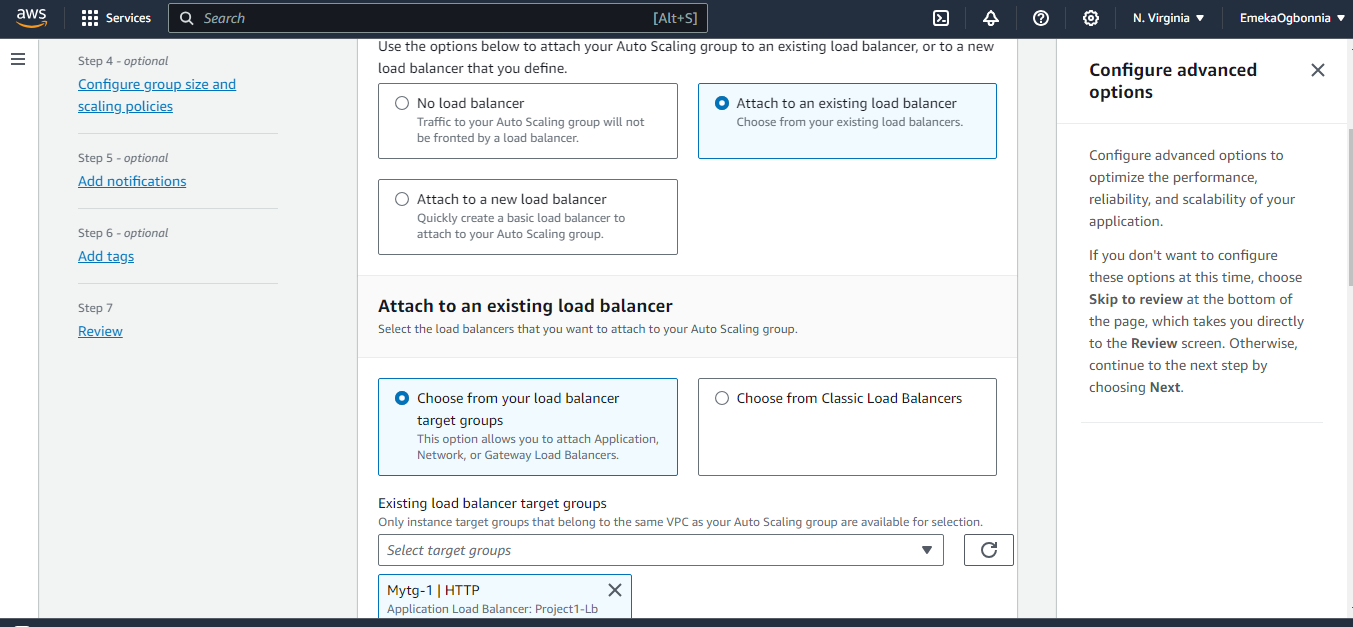 aws
Services
Search
[Alt+S]
N. Virginia
EmekaOgbonnia
Step 4 - optional
Configure group size and
scaling policies
Step 5 - optional
Add notifications
Step 6 - optional
Add tags
Step 7
Review
Use the options below to attach your Auto Scaling group to an existing load balancer, or to a new
load balancer that you define.
No load balancer
Traffic to your Auto Scaling group will not
be fronted by a load balancer.
Attach to an existing load balancer
Choose from your existing load balancers.
Attach to a new load balancer
Quickly create a basic load balancer to
attach to your Auto Scaling group.
Attach to an existing load balancer
Select the load balancers that you want to attach to your Auto Scaling group.
Choose from your load balancer
target groups
This option allows you to attach Application,
Network, or Gateway Load Balancers.
Choose from Classic Load Balancers
Existing load balancer target groups
Only instance target groups that belong to the same VPC as your Auto Scaling group are available for selection.
Select target groups
Mytg-1 | HTTP
Application Load Balancer: Project1-Lb
Configure advanced
options
Configure advanced options to
optimize the performance,
reliability, and scalability of your
application.
If you don't want to configure
these options at this time, choose
Skip to review at the bottom of
the page, which takes you directly
to the Review screen. Otherwise,
continue to the next step by
choosing Next.